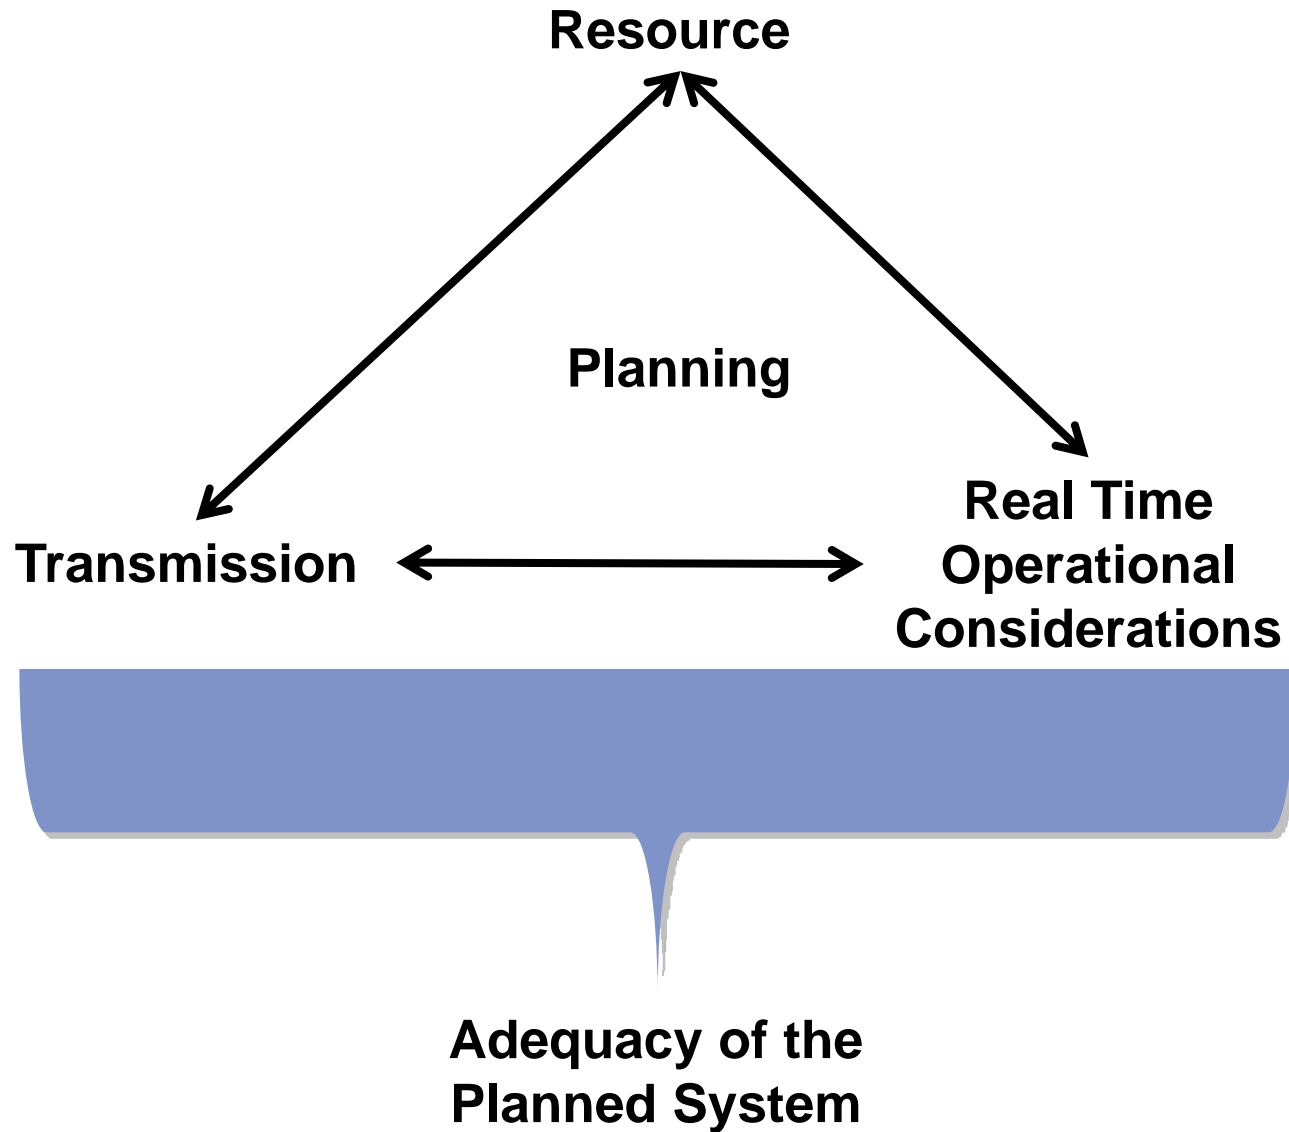 Resource
Planning
Transmission
Real Time
Operational
Considerations
Adequacy of the
Planned System